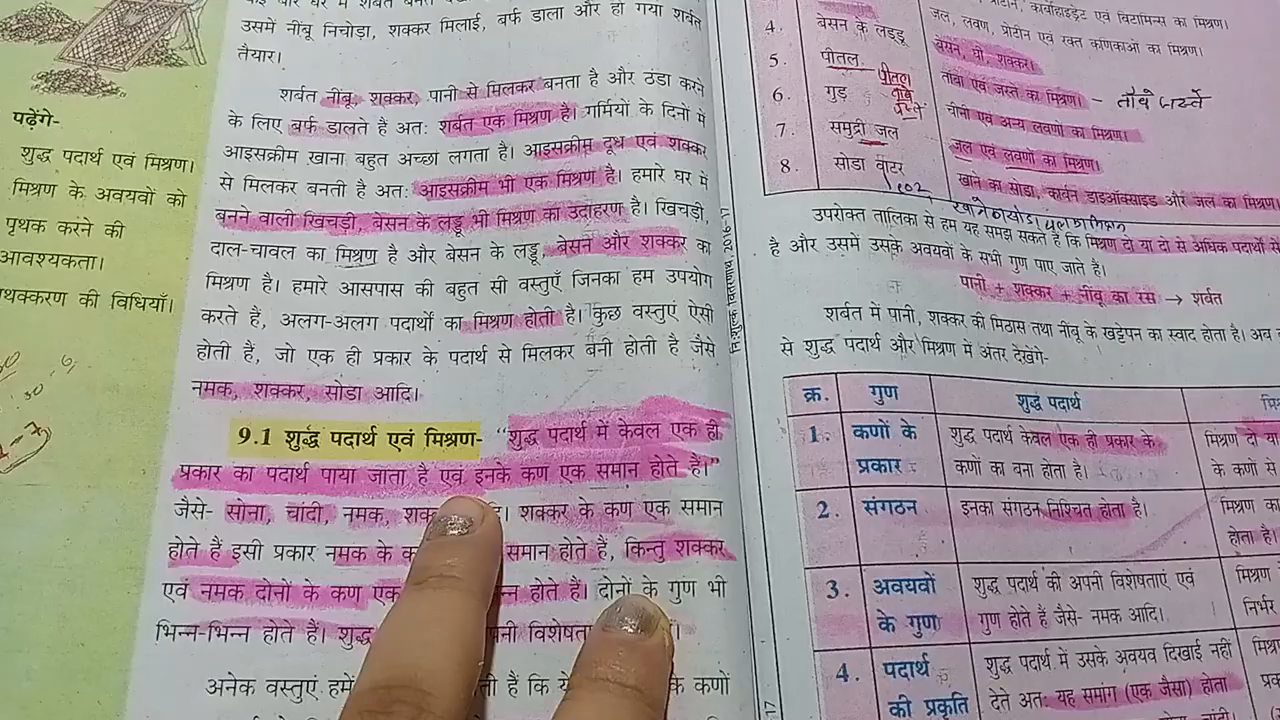 उसमें नींबू निचोड़ा, शक्कर मिलाई, बर्फ डाला और हो गया शर्बत
तैयार।
शर्बत नींबू, शक्कर, पानी से मिलकर बनता है और ठंडा करने
के लिए बर्फ डालते है अतः शर्बत एक मिश्रण है। गर्मियों के दिनों में
आइसक्रीम खाना बहुत अच्छा लगता है। आइसक्रीम दूध एवं शक्कर
से मिलकर बनती है अतः आइसक्रीम भी एक मिश्रण है। हमारे घर में
बनने वाली खिचड़ी, बेसन के लड्डू भी मिश्रण का उदाहरण है। खिचड़ी,
दाल-चावल का मिश्रण है और बेसन के लड्डू, बेसन और शक्कर का
मिश्रण है। हमारे आसपास की बहुत सी वस्तुएँ जिनका हम उपयोग
करते है, अलग-अलग पदार्थों का मिश्रण होती है। कुछ वस्तुएं ऐसी
होती हैं, जो एक ही प्रकार के पदार्थ से मिलकर बनी होती है जैसे
नमक, शक्कर, सोडा आदि।
9.1 शुद्ध पदार्थ एवं मिश्रण- "शुद्ध पदार्थ में केवल एक ही
प्रकार का पदार्थ पाया जाता है एवं इनके कण एक समान होते है।"
जैसे- सोना, चांदी, नमक, शक्कर शक्कर के कण एक समान
होते हैं इसी प्रकार नमक के समान होते है, किन्तु शक्कर
एवं नमक दोनों के कण एक होते है। दोनों के गुण भी
भिन्न-भिन्न होते हैं। शुद्ध
अनेक वस्तुएं हमें हैं कि के कणों
पढ़ेंगे-
शुद्ध पदार्थ एवं मिश्रण।
मिश्रण के अवयवों को
पृथक करने की
आवश्यकता।
थक्करण की विधियाँ।
जल, लवण, प्रोटीन एवं रक्त कणिकाओं का मिश्रण।
4. बेसन के लड्डू बेसन, घी, शक्कर।
5. पीतल तांबा एवं जस्ते का मिश्रण। - ताँबे जस्ते
6. गुड़ चीनी एवं अन्य लवणों का मिश्रण।
7. समुद्री जल जल एवं लवणों का मिश्रण।
8. सोडा वाटर खाने का सोडा, कार्बन डाइऑक्साइड और जल का मिश्रण।
उपरोक्त तालिका से हम यह समझ सकते है कि मिश्रण दो या दो से अधिक पदार्थों से
है और उसमें उसके अवयवों के सभी गुण पाए जाते है।
पानी + शक्कर + नींबू का रस → शर्बत
शर्बत में पानी, शक्कर की मिठास तथा नीबू के खट्टेपन का स्वाद होता है। अब
से शुद्ध पदार्थ और मिश्रण में अंतर देखेंगे-
क्र. गुण शुद्ध पदार्थ
1. कणों के प्रकार शुद्ध पदार्थ केवल एक ही प्रकार के मिश्रण दो या
कणों का बना होता है। के कणों से
2. संगठन इनका संगठन निश्चित होता है। मिश्रण का
होता है।
3. अवयवों के गुण शुद्ध पदार्थ की अपनी विशेषताएं एवं मिश्रण
गुण होते हैं जैसे- नमक आदि। निर्भर
4. पदार्थ की प्रकृति शुद्ध पदार्थ में उसके अवयव दिखाई नहीं
देते अतः यह समांग (एक जैसा) होता